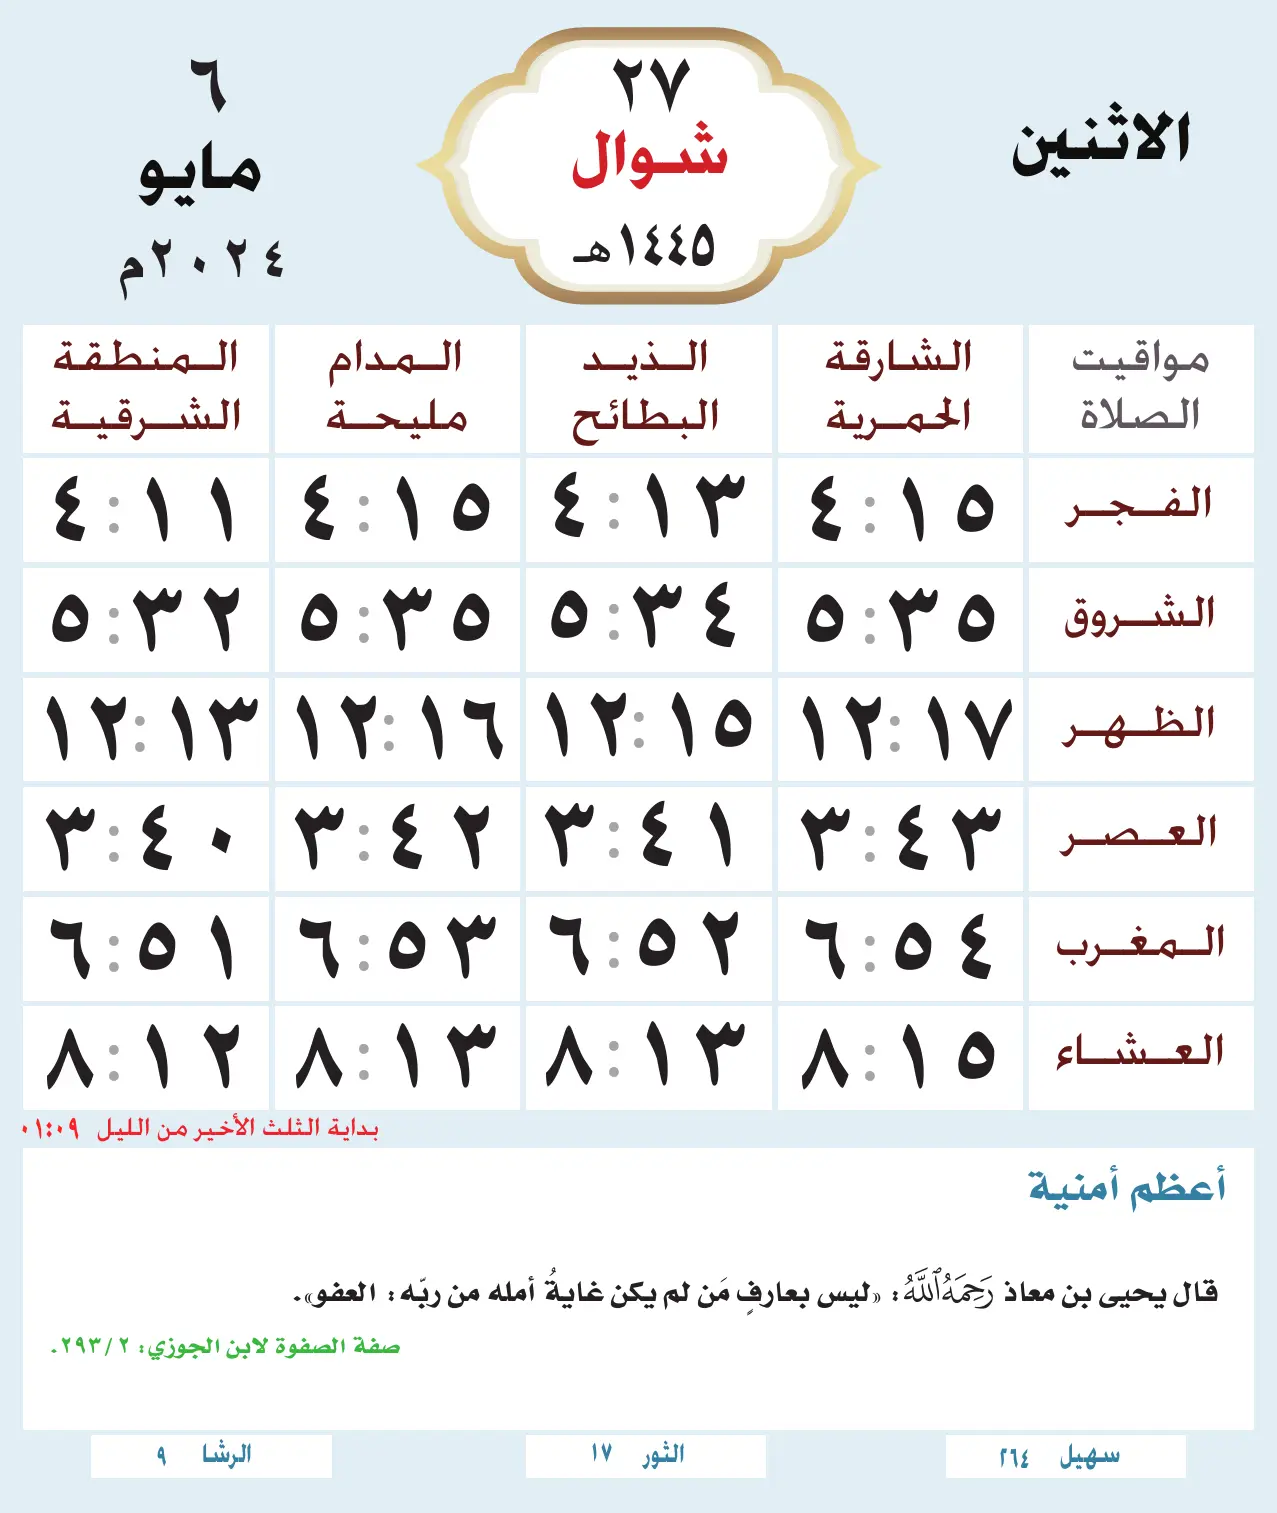 الاثنين
٢٧
شوال
١٤٤٥هـ
٦
مايو
٢٠٢٤م
مواقيت الصلاة
الشارقة الحمرية
الذيد البطائح
المدام مليحة
المنطقة الشرقية
الفجر ٤:١٥ ٤:١٣ ٤:١٥ ٤:١١
الشروق ٥:٣٥ ٥:٣٤ ٥:٣٥ ٥:٣٢
الظهر ١٢:١٧ ١٢:١٥ ١٢:١٦ ١٢:١٣
العصر ٣:٤٣ ٣:٤١ ٣:٤٢ ٣:٤٠
المغرب ٦:٥٤ ٦:٥٢ ٦:٥٣ ٦:٥١
العشاء ٨:١٥ ٨:١٣ ٨:١٣ ٨:١٢
بداية الثلث الأخير من الليل ٠١:٠٩
أعظم أمنية
قال يحيى بن معاذ رَحِمَهُ ٱللَّهُ: «ليس بعارفٍ مَن لم يكن غايةُ أمله من ربّه: العفو».
صفة الصفوة لابن الجوزي: ٢/ ٢٩٣.
سهيل ٢٦٤
الثور ١٧
الرشا ٩